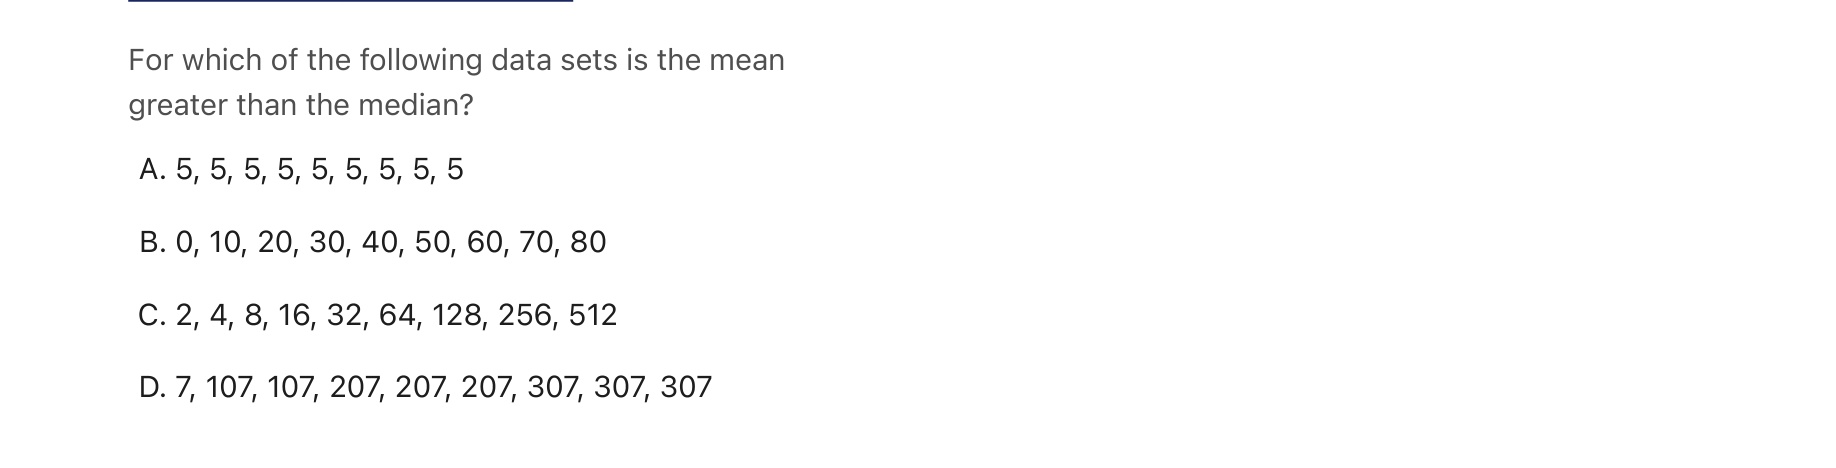 For which of the following data sets is the mean
greater than the median?
A. 5, 5, 5, 5, 5, 5, 5, 5, 5
B. 0, 10, 20, 30, 40, 50, 60, 70, 80
C. 2, 4, 8, 16, 32, 64, 128, 256, 512
D. 7, 107, 107, 207, 207, 207, 307, 307, 307